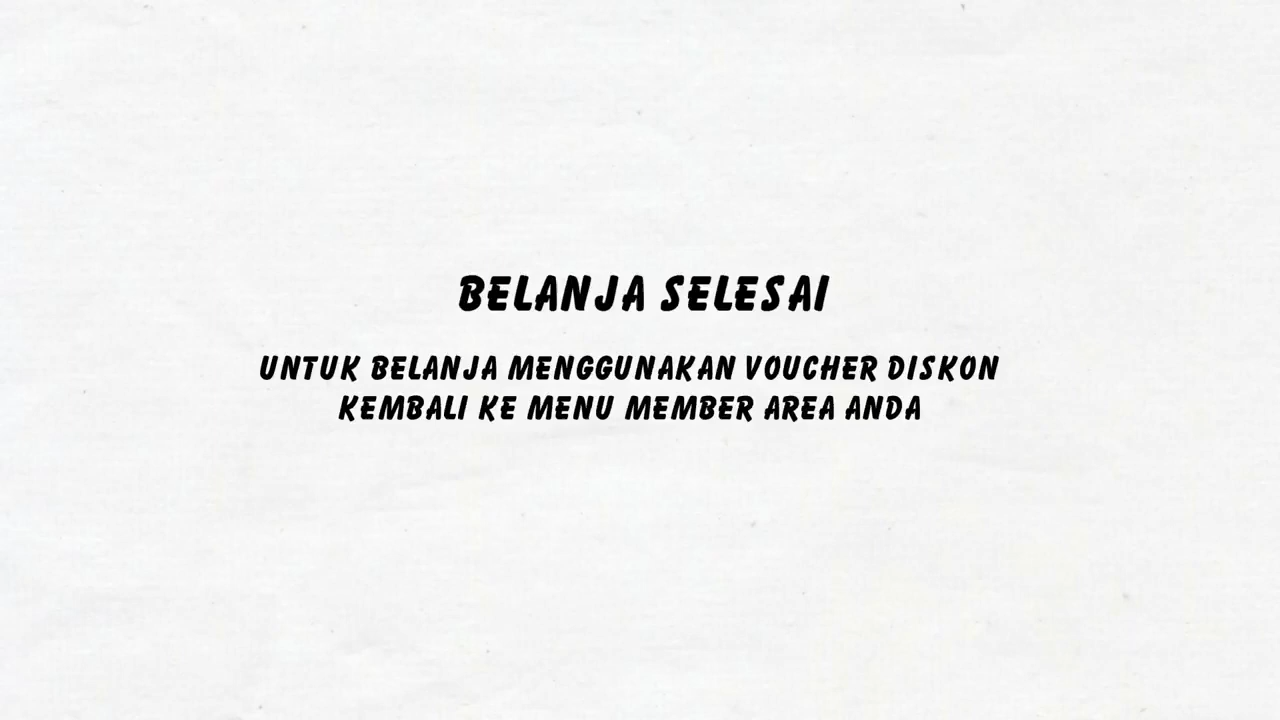 BELANJA SELESAI
UNTUK BELANJA MENGGUNAKAN VOUCHER DISKON
KEMBALI KE MENU MEMBER AREA ANDA